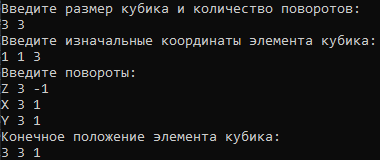 Введите размер кубика и количество поворотов:
3 3
Введите изначальные координаты элемента кубика:
1 1 3
Введите повороты:
Z 3 -1
X 3 1
Y 3 1
Конечное положение элемента кубика:
3 3 1